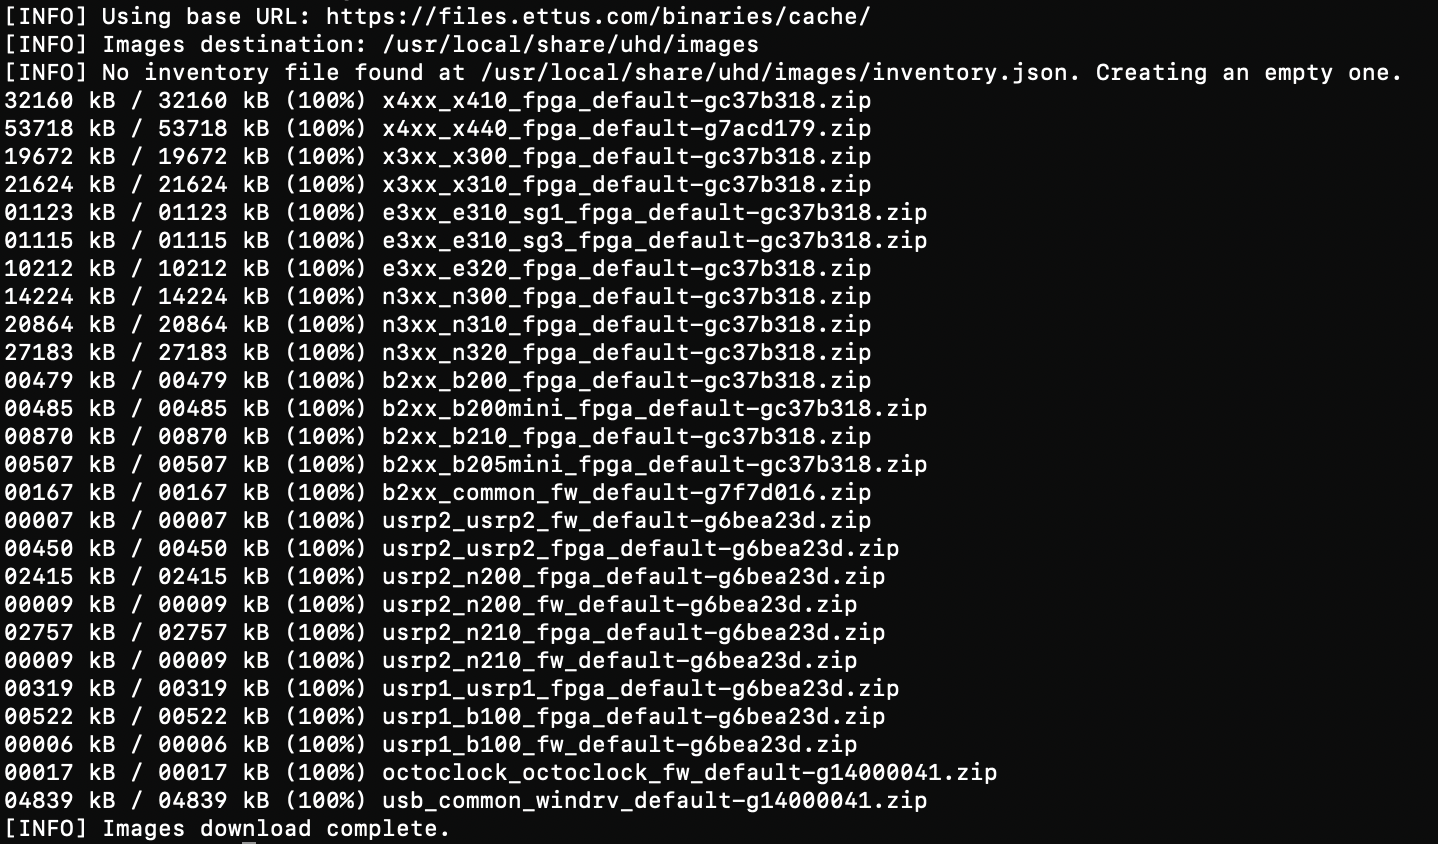 [INFO] Using base URL: https://files.ettus.com/binaries/cache/
[INFO] Images destination: /usr/local/share/uhd/images
[INFO] No inventory file found at /usr/local/share/uhd/images/inventory.json. Creating an empty one.
32160 kB / 32160 kB (100%) x4xx_x410_fpga_default-gc37b318.zip
53718 kB / 53718 kB (100%) x4xx_x440_fpga_default-g7acd179.zip
19672 kB / 19672 kB (100%) x3xx_x300_fpga_default-gc37b318.zip
21624 kB / 21624 kB (100%) x3xx_x310_fpga_default-gc37b318.zip
01123 kB / 01123 kB (100%) e3xx_e310_sg1_fpga_default-gc37b318.zip
01115 kB / 01115 kB (100%) e3xx_e310_sg3_fpga_default-gc37b318.zip
10212 kB / 10212 kB (100%) e3xx_e320_fpga_default-gc37b318.zip
14224 kB / 14224 kB (100%) n3xx_n300_fpga_default-gc37b318.zip
20864 kB / 20864 kB (100%) n3xx_n310_fpga_default-gc37b318.zip
27183 kB / 27183 kB (100%) n3xx_n320_fpga_default-gc37b318.zip
00479 kB / 00479 kB (100%) b2xx_b200_fpga_default-gc37b318.zip
00485 kB / 00485 kB (100%) b2xx_b200mini_fpga_default-gc37b318.zip
00870 kB / 00870 kB (100%) b2xx_b210_fpga_default-gc37b318.zip
00507 kB / 00507 kB (100%) b2xx_b205mini_fpga_default-gc37b318.zip
00167 kB / 00167 kB (100%) b2xx_common_fw_default-g7f7d016.zip
00007 kB / 00007 kB (100%) usrp2_usrp2_fw_default-g6bea23d.zip
00450 kB / 00450 kB (100%) usrp2_usrp2_fpga_default-g6bea23d.zip
02415 kB / 02415 kB (100%) usrp2_n200_fpga_default-g6bea23d.zip
00009 kB / 00009 kB (100%) usrp2_n200_fw_default-g6bea23d.zip
02757 kB / 02757 kB (100%) usrp2_n210_fpga_default-g6bea23d.zip
00009 kB / 00009 kB (100%) usrp2_n210_fw_default-g6bea23d.zip
00319 kB / 00319 kB (100%) usrp1_usrp1_fpga_default-g6bea23d.zip
00522 kB / 00522 kB (100%) usrp1_b100_fpga_default-g6bea23d.zip
00006 kB / 00006 kB (100%) usrp1_b100_fw_default-g6bea23d.zip
00017 kB / 00017 kB (100%) octoclock_octoclock_fw_default-g14000041.zip
04839 kB / 04839 kB (100%) usb_common_windrv_default-g14000041.zip
[INFO] Images download complete.